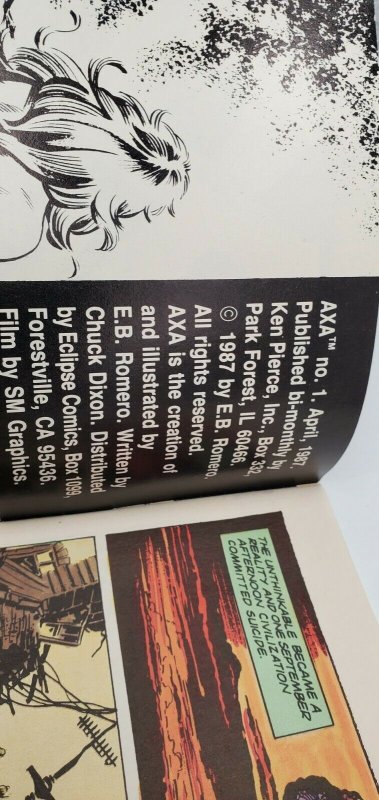 AXA™ no. 1. April, 1987.
Published bi-monthly by
Ken Pierce, Inc., Box 332,
Park Forest, IL 60466.
© 1987 by E.B. Romero,
All rights reserved.
AXA is the creation of
and illustrated by
E.B. Romero. Written by
Chuck Dixon. Distributed
by Eclipse Comics, Box 1099,
Forestville, CA 95436.
Film by SM Graphics.
THE UNTHINKABLE BECAME A
REALITY AND ONE SEPTEMBER
AFTERNOON CIVILIZATION
COMMITTED SUICIDE.